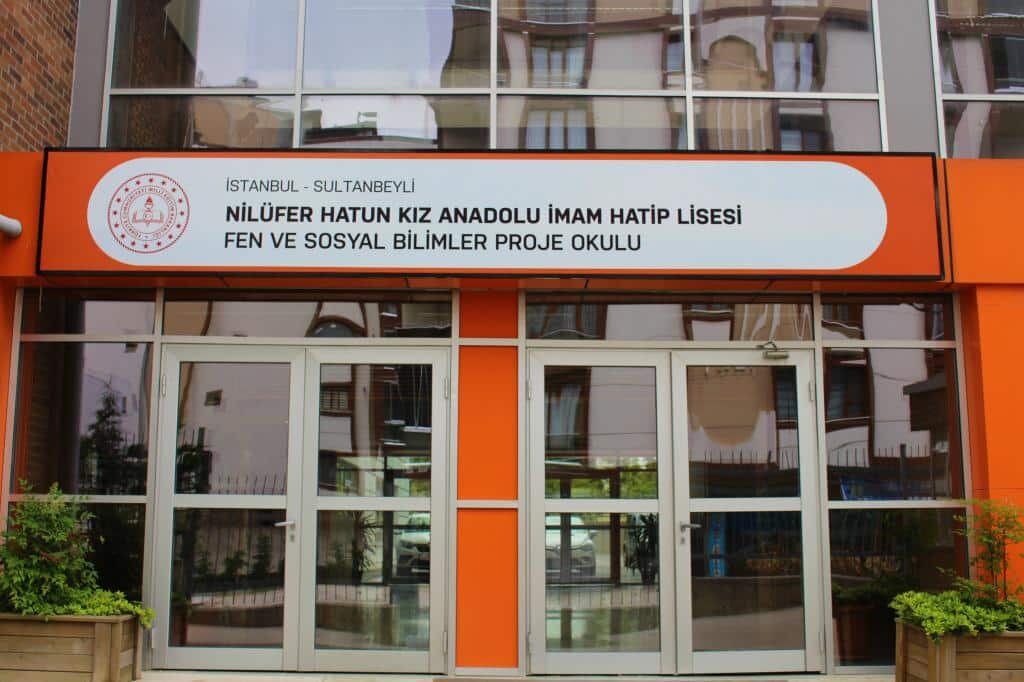 İSTANBUL - SULTANBEYLİ
NİLÜFER HATUN KIZ ANADOLU İMAM HATİP LİSESİ
FEN VE SOSYAL BİLİMLER PROJE OKULU